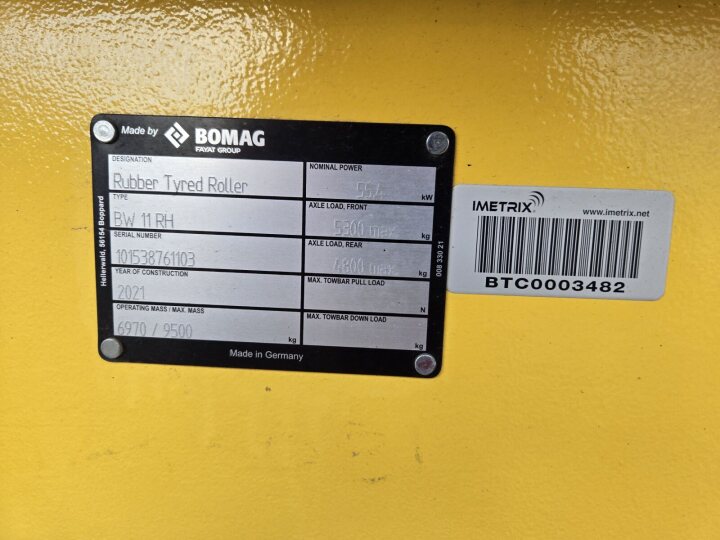 Made by BOMAG
FAYAT GROUP
DESIGNATION
Rubber Tyred Roller
TYPE
BW 11 RH
SERIAL NUMBER
101538761103
YEAR OF CONSTRUCTION
2021
OPERATING MASS / MAX. MASS
6970 / 9500
kg
NOMINAL POWER
55,4
kW
AXLE LOAD, FRONT
5300 max
kg
AXLE LOAD, REAR
4800 max
kg
MAX. TOWBAR PULL LOAD
N
MAX. TOWBAR DOWN LOAD
kg
Made in Germany
Hellerwald, 56154 Boppard
008 330 21
IMETRIX
www.imetrix.net
BTC0003482